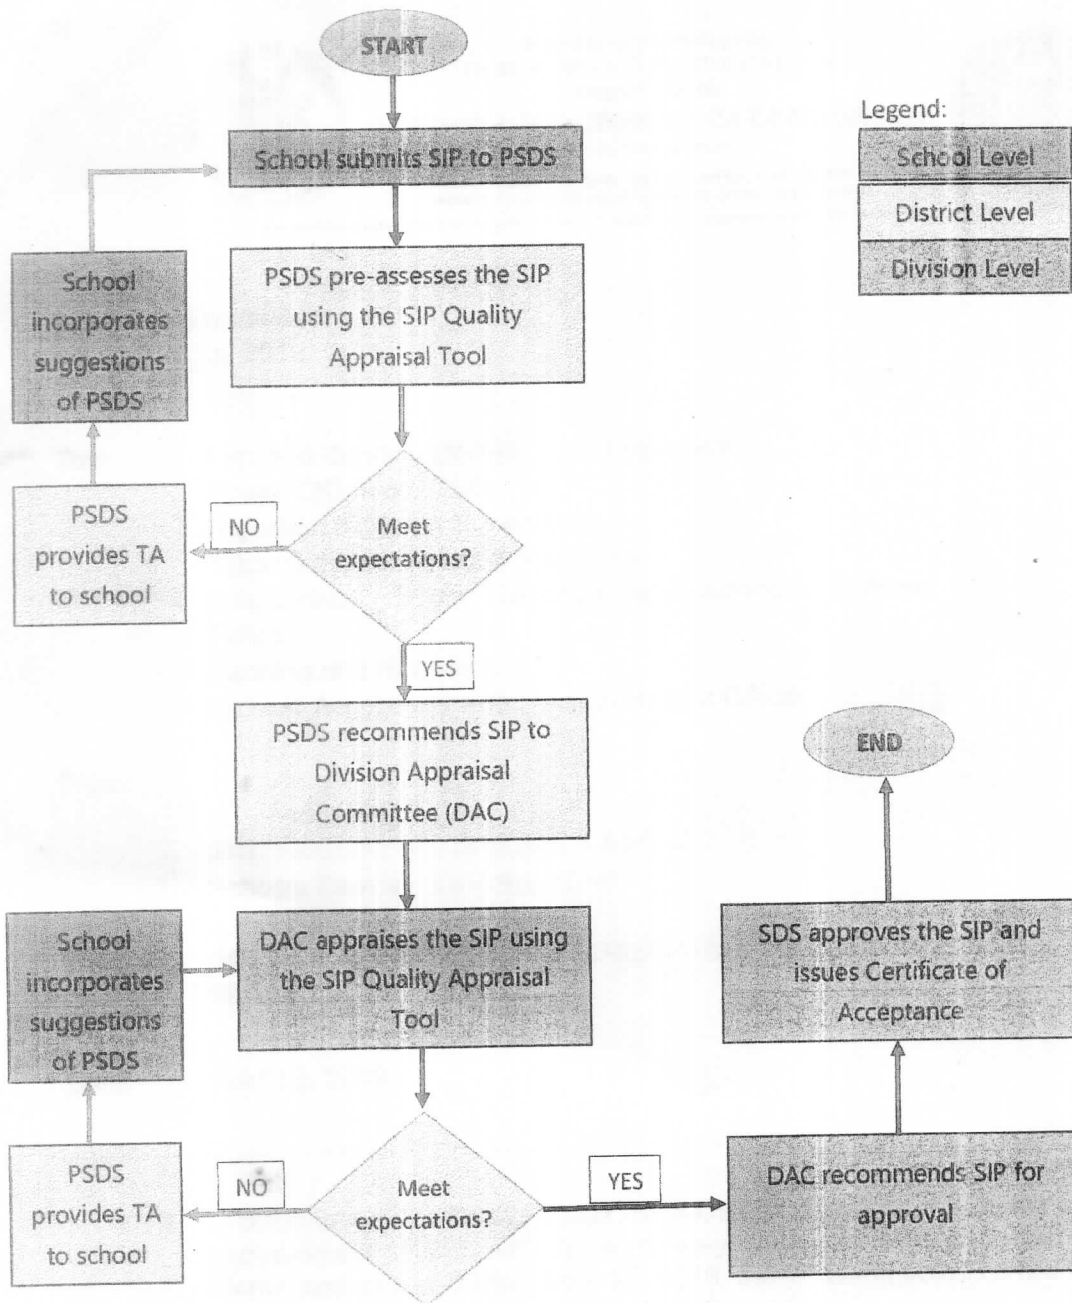 START
Legend:
School submits SIP to PSDS
School Level
District Level
Division Level
School
incorporates
suggestions
of PSDS
PSDS pre-assesses the SIP
using the SIP Quality
Appraisal Tool
PSDS
provides TA
to school
NO
Meet
expectations?
YES
PSDS recommends SIP to
Division Appraisal
Committee (DAC)
END
School
incorporates
suggestions
of PSDS
DAC appraises the SIP using
the SIP Quality Appraisal
Tool
SDS approves the SIP and
issues Certificate of
Acceptance
PSDS
provides TA
to school
NO
Meet
expectations?
YES
DAC recommends SIP for
approval